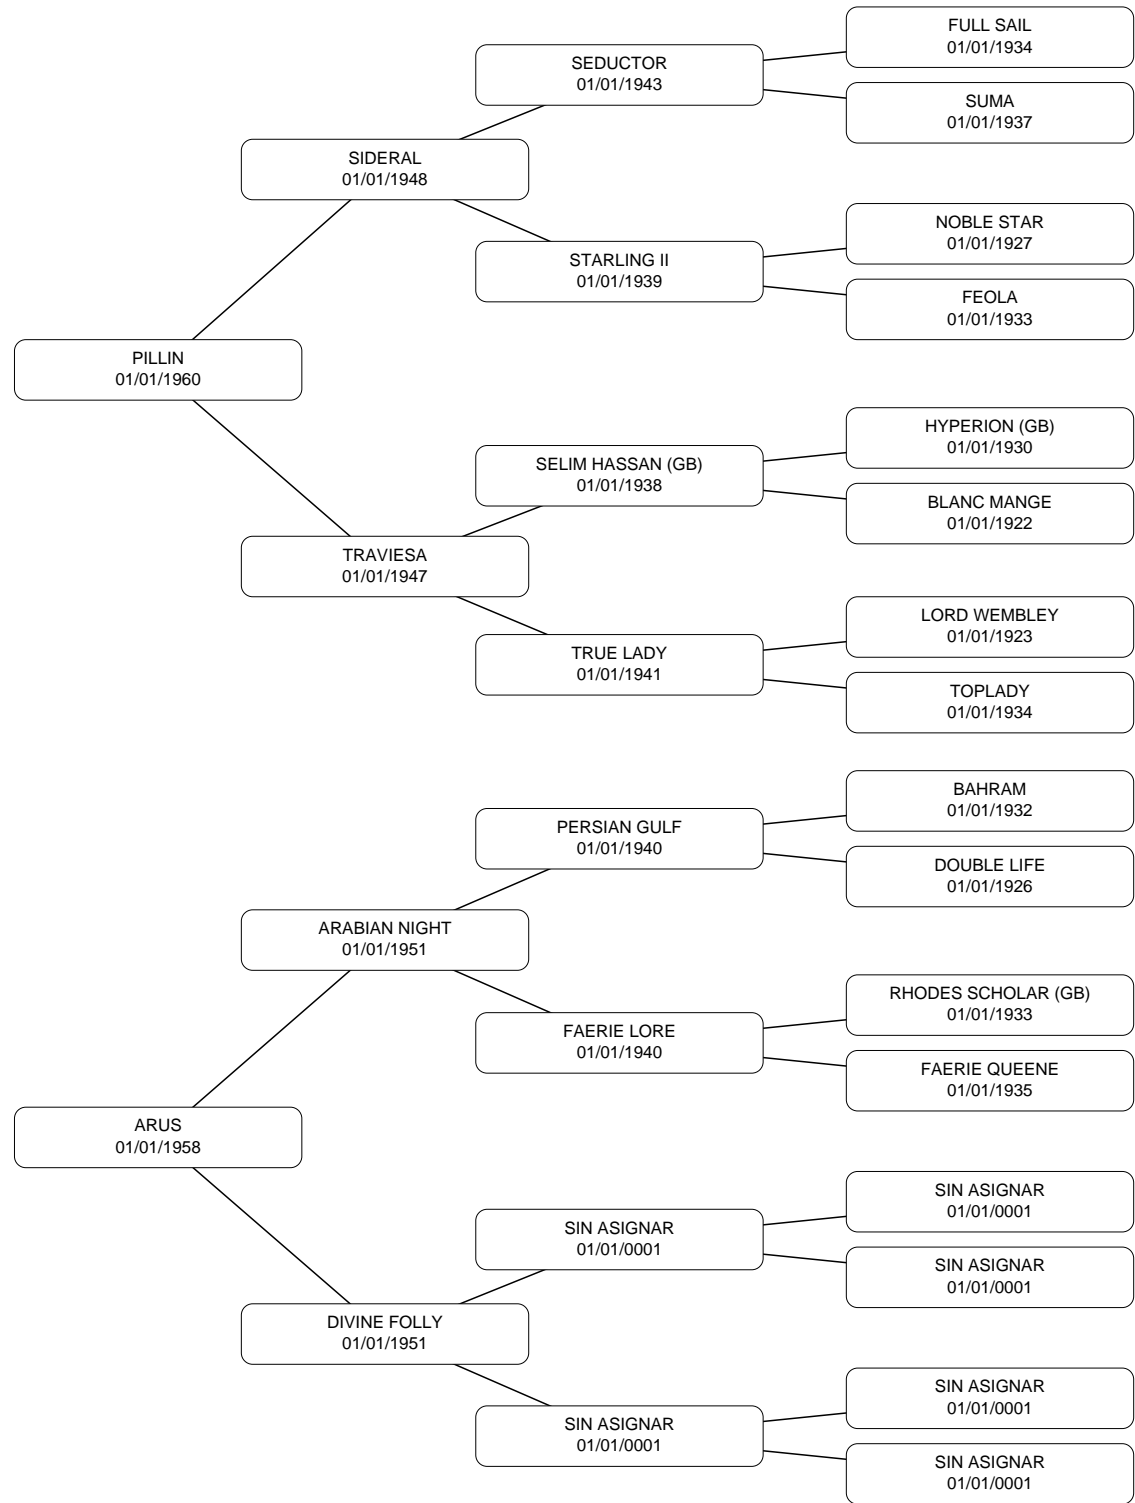 FULL SAIL
01/01/1934
SEDUCTOR
01/01/1943
SUMA
01/01/1937
SIDERAL
01/01/1948
NOBLE STAR
01/01/1927
STARLING II
01/01/1939
FEOLA
01/01/1933
PILLIN
01/01/1960
HYPERION (GB)
01/01/1930
SELIM HASSAN (GB)
01/01/1938
BLANC MANGE
01/01/1922
TRAVIESA
01/01/1947
LORD WEMBLEY
01/01/1923
TRUE LADY
01/01/1941
TOPLADY
01/01/1934
BAHRAM
01/01/1932
PERSIAN GULF
01/01/1940
DOUBLE LIFE
01/01/1926
ARABIAN NIGHT
01/01/1951
RHODES SCHOLAR (GB)
01/01/1933
FAERIE LORE
01/01/1940
FAERIE QUEENE
01/01/1935
ARUS
01/01/1958
SIN ASIGNAR
01/01/0001
SIN ASIGNAR
01/01/0001
SIN ASIGNAR
01/01/0001
DIVINE FOLLY
01/01/1951
SIN ASIGNAR
01/01/0001
SIN ASIGNAR
01/01/0001
SIN ASIGNAR
01/01/0001